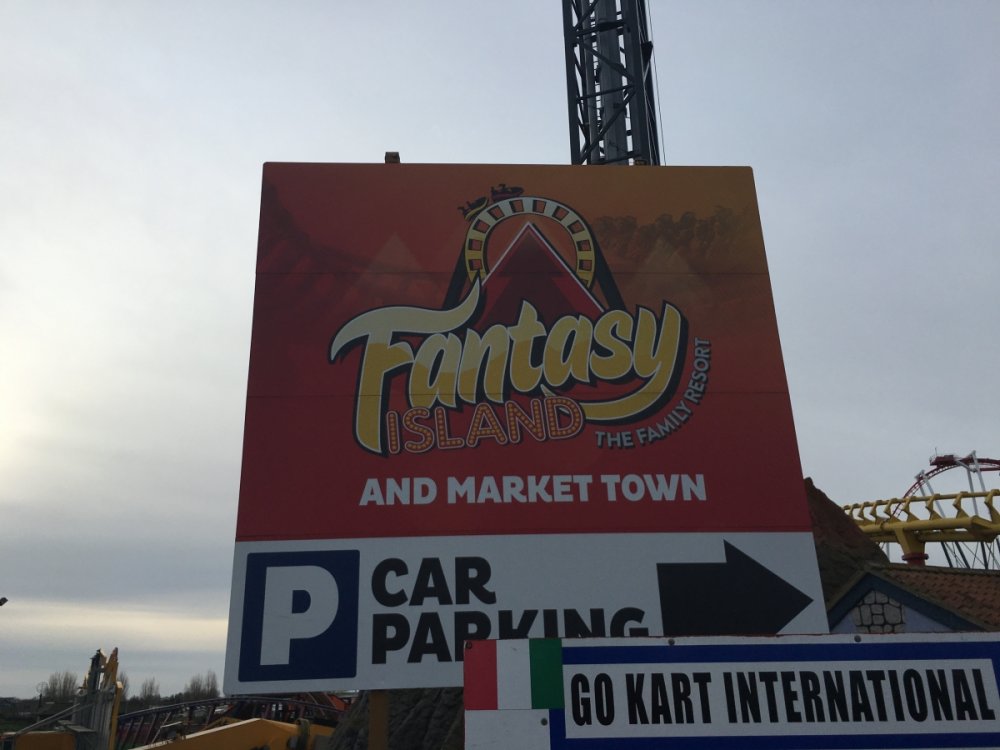 Fantasy
ISLAND
THE FAMILY RESORT
AND MARKET TOWN
P
CAR
PARKING
GO KART INTERNATIONAL